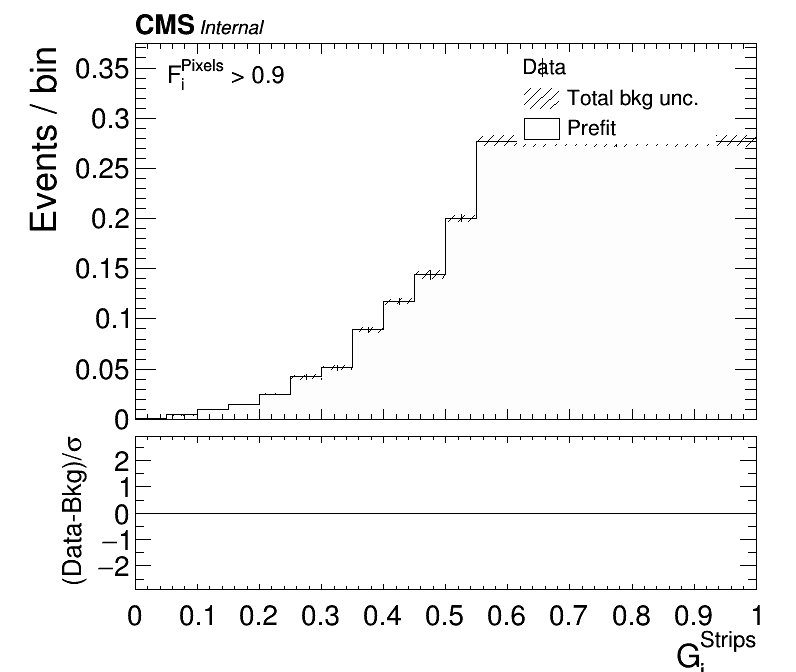 CMS Internal
F_i^Pixels > 0.9
Data
Total bkg unc.
Prefit
Events / bin
0.35
0.3
0.25
0.2
0.15
0.1
0.05
0
(Data-Bkg)/σ
2
1
0
−1
−2
0 0.1 0.2 0.3 0.4 0.5 0.6 0.7 0.8 0.9 1
G_i^Strips